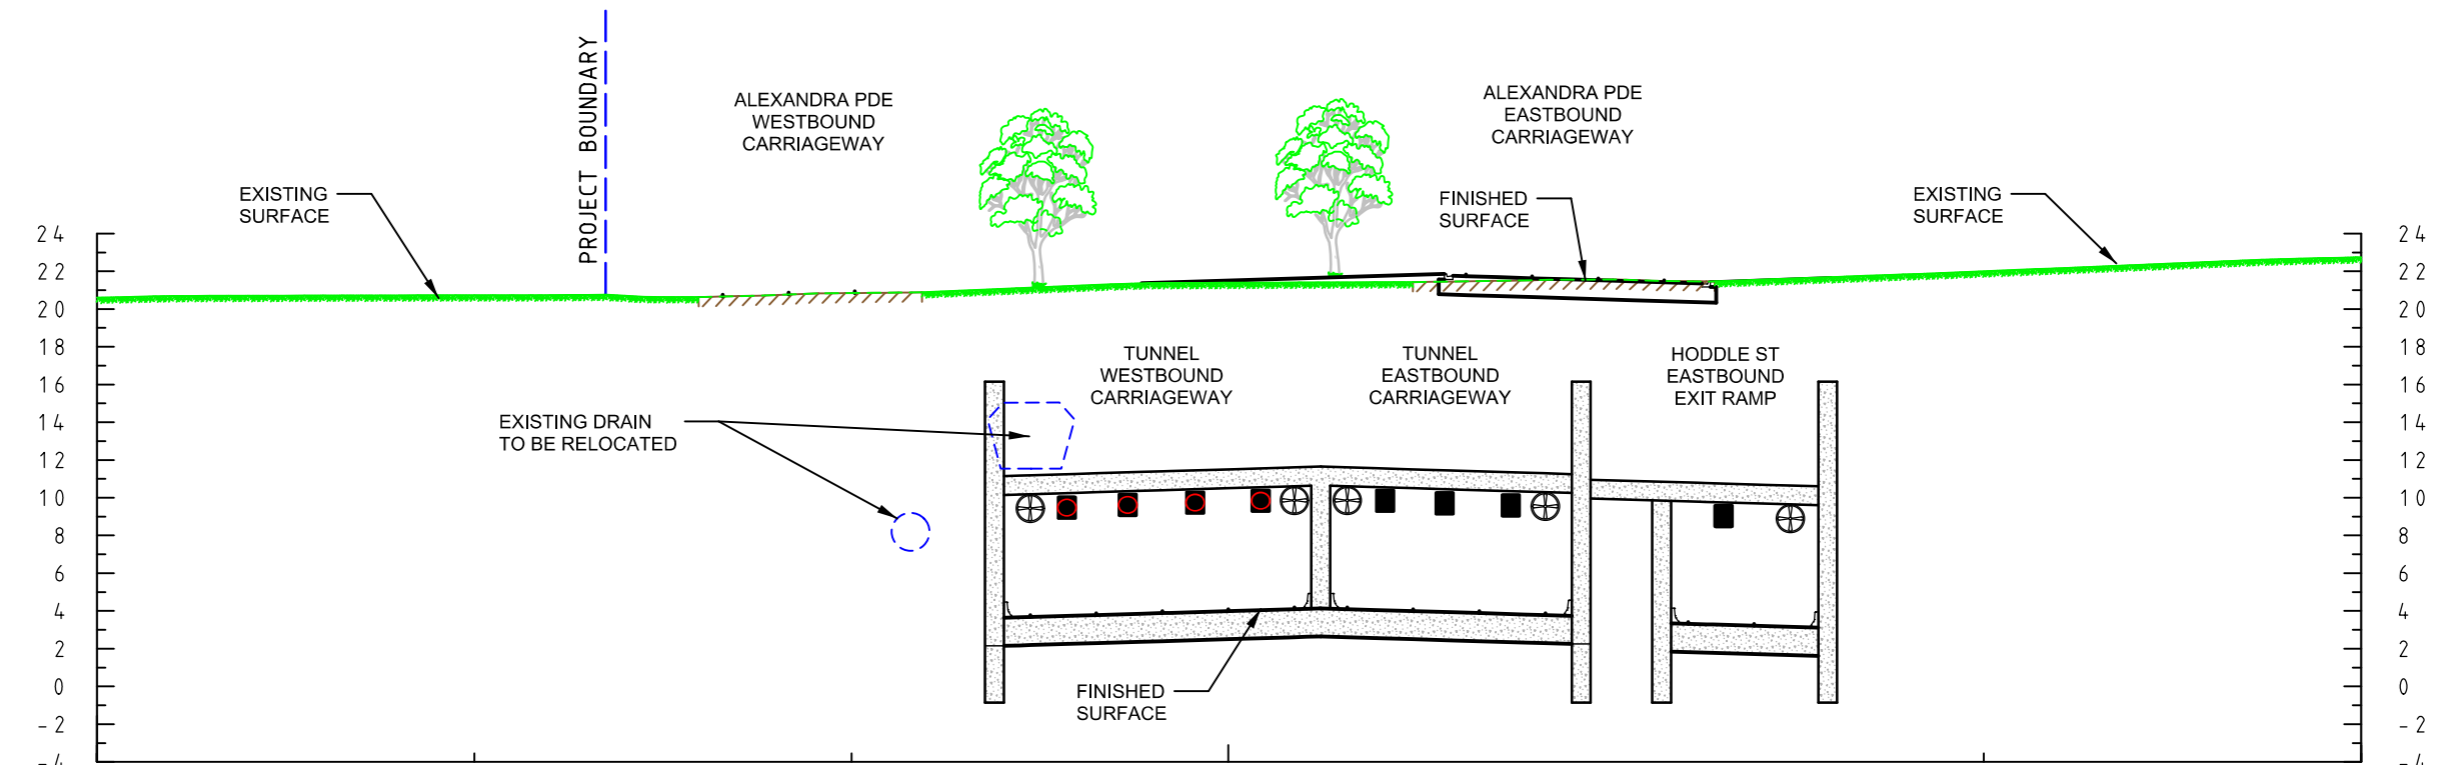 PROJECT BOUNDARY
ALEXANDRA PDE
WESTBOUND
CARRIAGEWAY
ALEXANDRA PDE
EASTBOUND
CARRIAGEWAY
EXISTING
SURFACE
FINISHED
SURFACE
EXISTING
SURFACE
24
22
20
18
16
14
12
10
8
6
4
2
0
-2
-4
TUNNEL
WESTBOUND
CARRIAGEWAY
TUNNEL
EASTBOUND
CARRIAGEWAY
HODDLE ST
EASTBOUND
EXIT RAMP
EXISTING DRAIN
TO BE RELOCATED
FINISHED
SURFACE
24
22
20
18
16
14
12
10
8
6
4
2
0
-2
-4